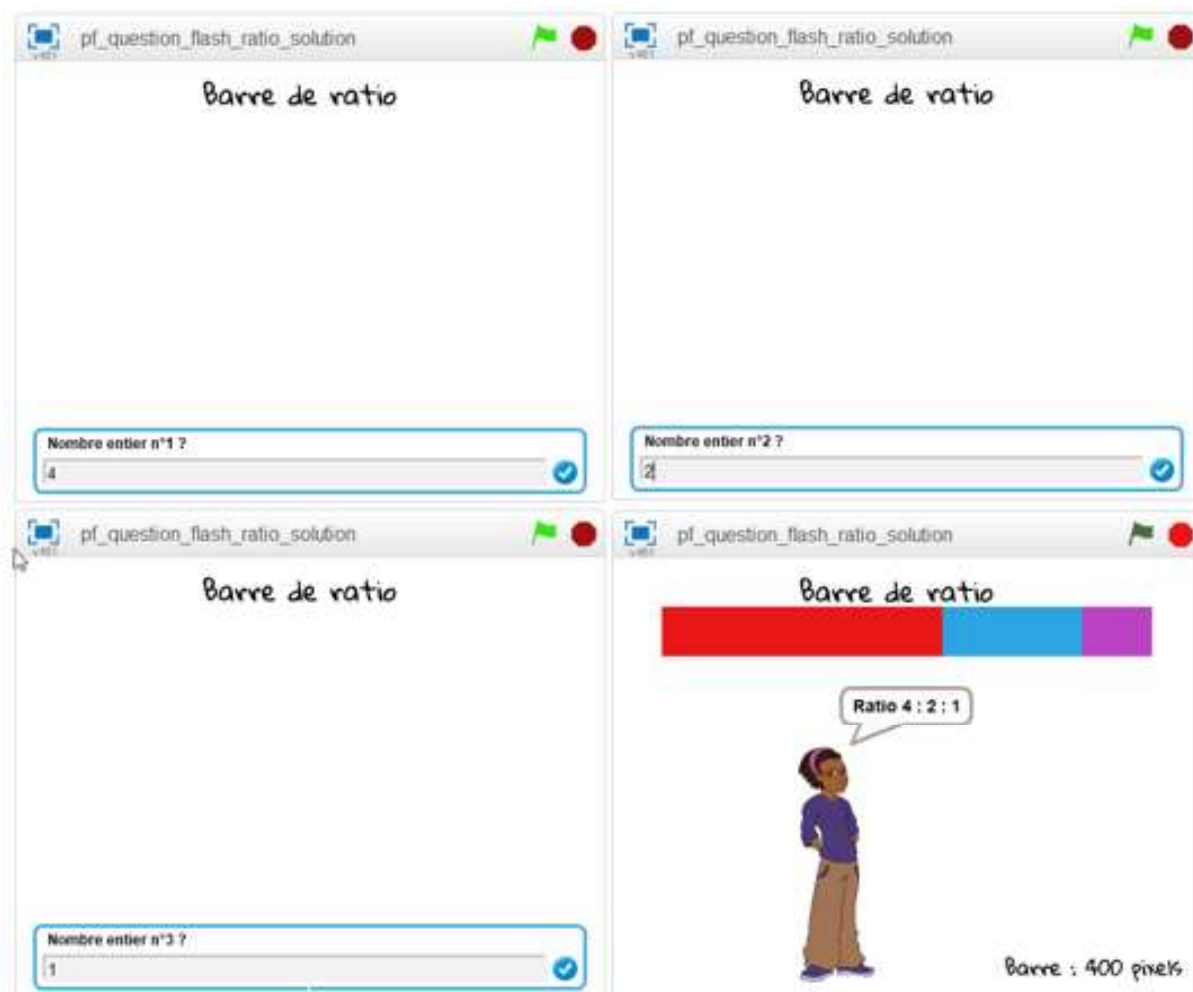 pf_question_flash_ratio_solution
Barre de ratio
Nombre entier n°1 ?
4
pf_question_flash_ratio_solution
Barre de ratio
Nombre entier n°2 ?
2
pf_question_flash_ratio_solution
Barre de ratio
Nombre entier n°3 ?
1
pf_question_flash_ratio_solution
Barre de ratio
Ratio 4 : 2 : 1
Barre : 400 pixels